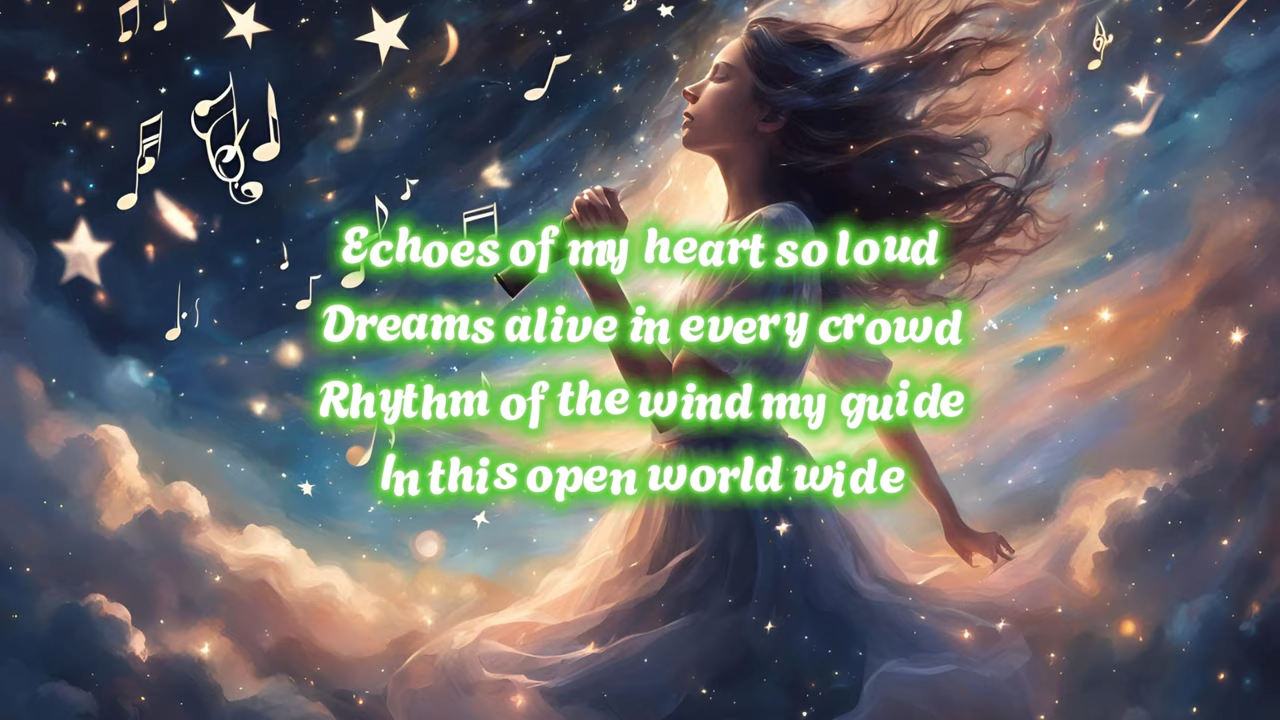 Echoes of my heart so loud
Dreams alive in every crowd
Rhythm of the wind my guide
In this open world wide